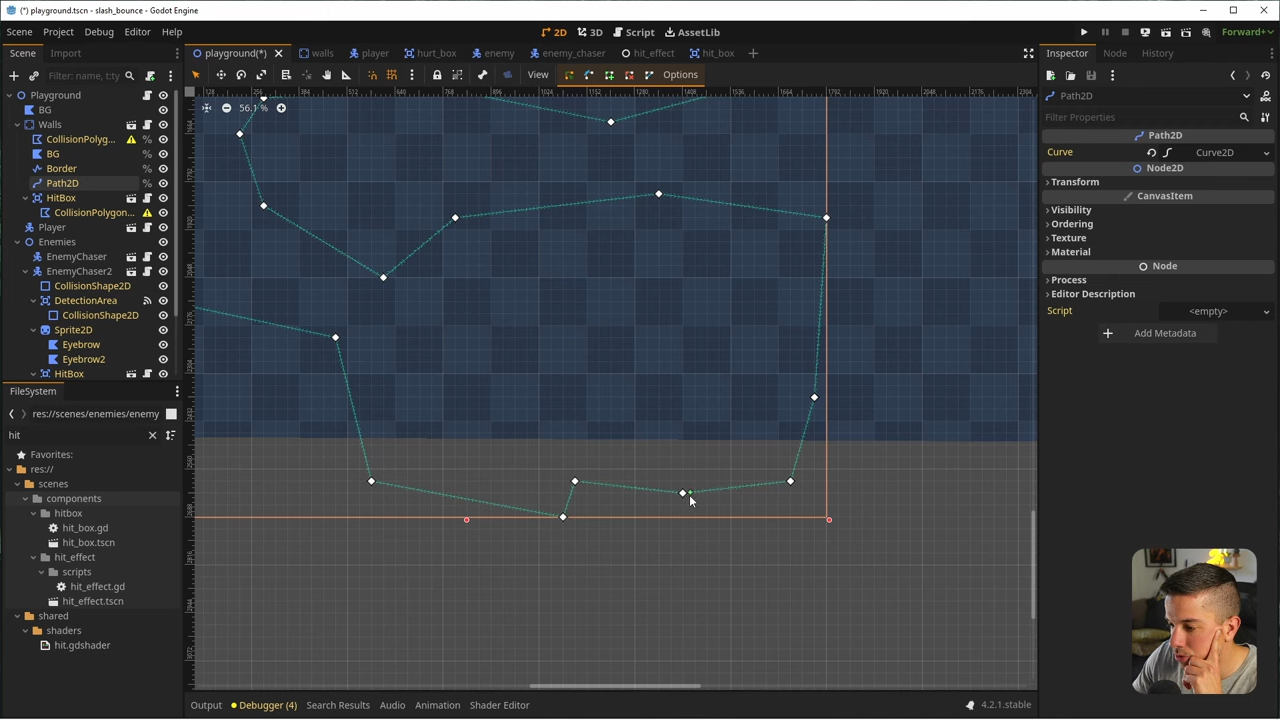 (*) playground.tscn - slash_bounce - Godot Engine
Scene Project Debug Editor Help
2D 3D Script AssetLib
Forward+
Scene Import
playground(*) walls player hurt_box enemy enemy_chaser hit_effect hit_box
Inspector Node History
Filter: name, t:ty
View Options
Path2D
Filter Properties
Playground
BG
Walls
CollisionPolyg...
BG
Border
Path2D
HitBox
CollisionPolygon...
Player
Enemies
EnemyChaser
EnemyChaser2
CollisionShape2D
DetectionArea
CollisionShape2D
Sprite2D
Eyebrow
Eyebrow2
HitBox
56.1 %
Path2D
Curve Curve2D
Node2D
Transform
CanvasItem
Visibility
Ordering
Texture
Material
Node
Process
Editor Description
Script <empty>
Add Metadata
FileSystem
res://scenes/enemies/enemy
hit
Favorites:
res://
scenes
components
hitbox
hit_box.gd
hit_box.tscn
hit_effect
scripts
hit_effect.gd
hit_effect.tscn
shared
shaders
hit.gdshader
Output Debugger (4) Search Results Audio Animation Shader Editor
4.2.1.stable